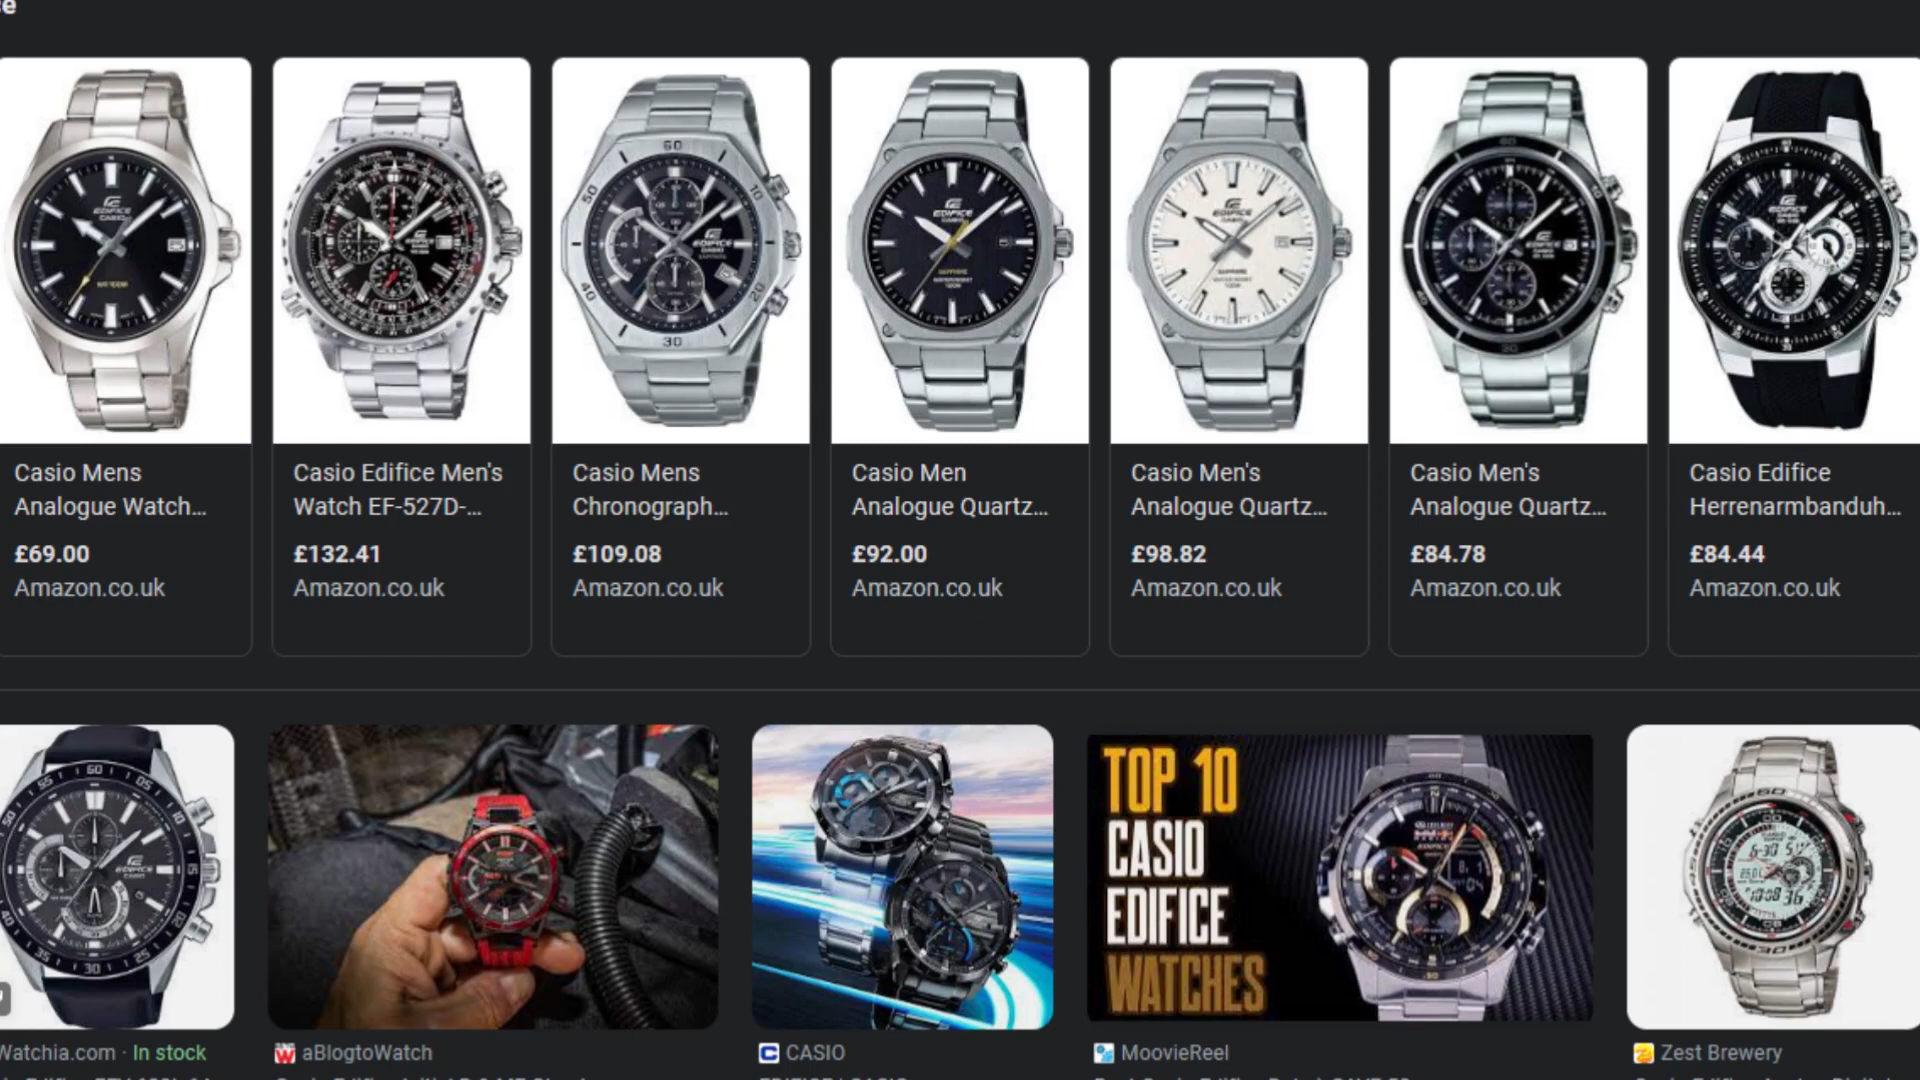 ce
Casio Mens
Analogue Watch...
£69.00
Amazon.co.uk
Casio Edifice Men's
Watch EF-527D-...
£132.41
Amazon.co.uk
Casio Mens
Chronograph...
£109.08
Amazon.co.uk
Casio Men
Analogue Quartz...
£92.00
Amazon.co.uk
Casio Men's
Analogue Quartz...
£98.82
Amazon.co.uk
Casio Men's
Analogue Quartz...
£84.78
Amazon.co.uk
Casio Edifice
Herrenarmbanduh...
£84.44
Amazon.co.uk
TOP 10
CASIO
EDIFICE
WATCHES
Watchia.com · In stock
aBlogtoWatch
CASIO
MoovieReel
Zest Brewery